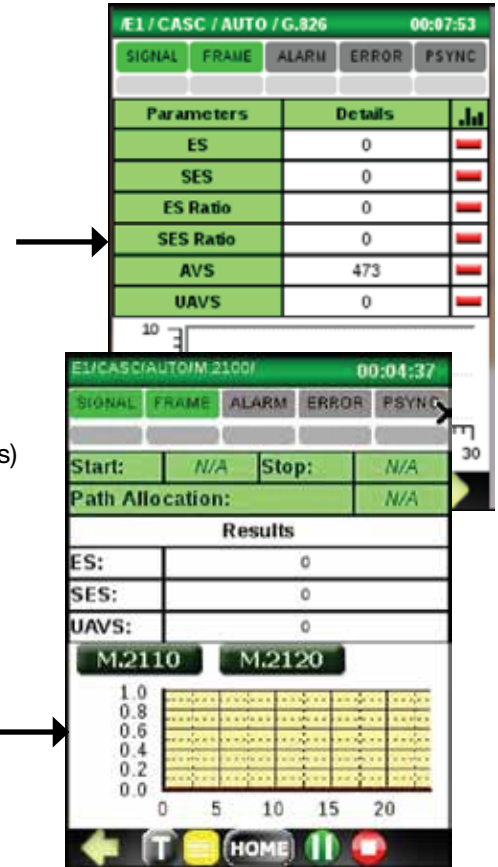 /E1 / CASC / AUTO / G.826 00:07:53
SIGNAL FRAME ALARM ERROR PSYNC
Parameters Details
ES 0
SES 0
ES Ratio 0
SES Ratio 0
AVS 473
UAVS 0
10
30
s)
E1/CASC/AUTO/M.2100/ 00:04:37
SIGNAL FRAME ALARM ERROR PSYNC
Start: N/A Stop: N/A
Path Allocation: N/A
Results
ES: 0
SES: 0
UAVS: 0
M.2110 M.2120
1.0
0.8
0.6
0.4
0.2
0.0
0 5 10 15 20
T HOME